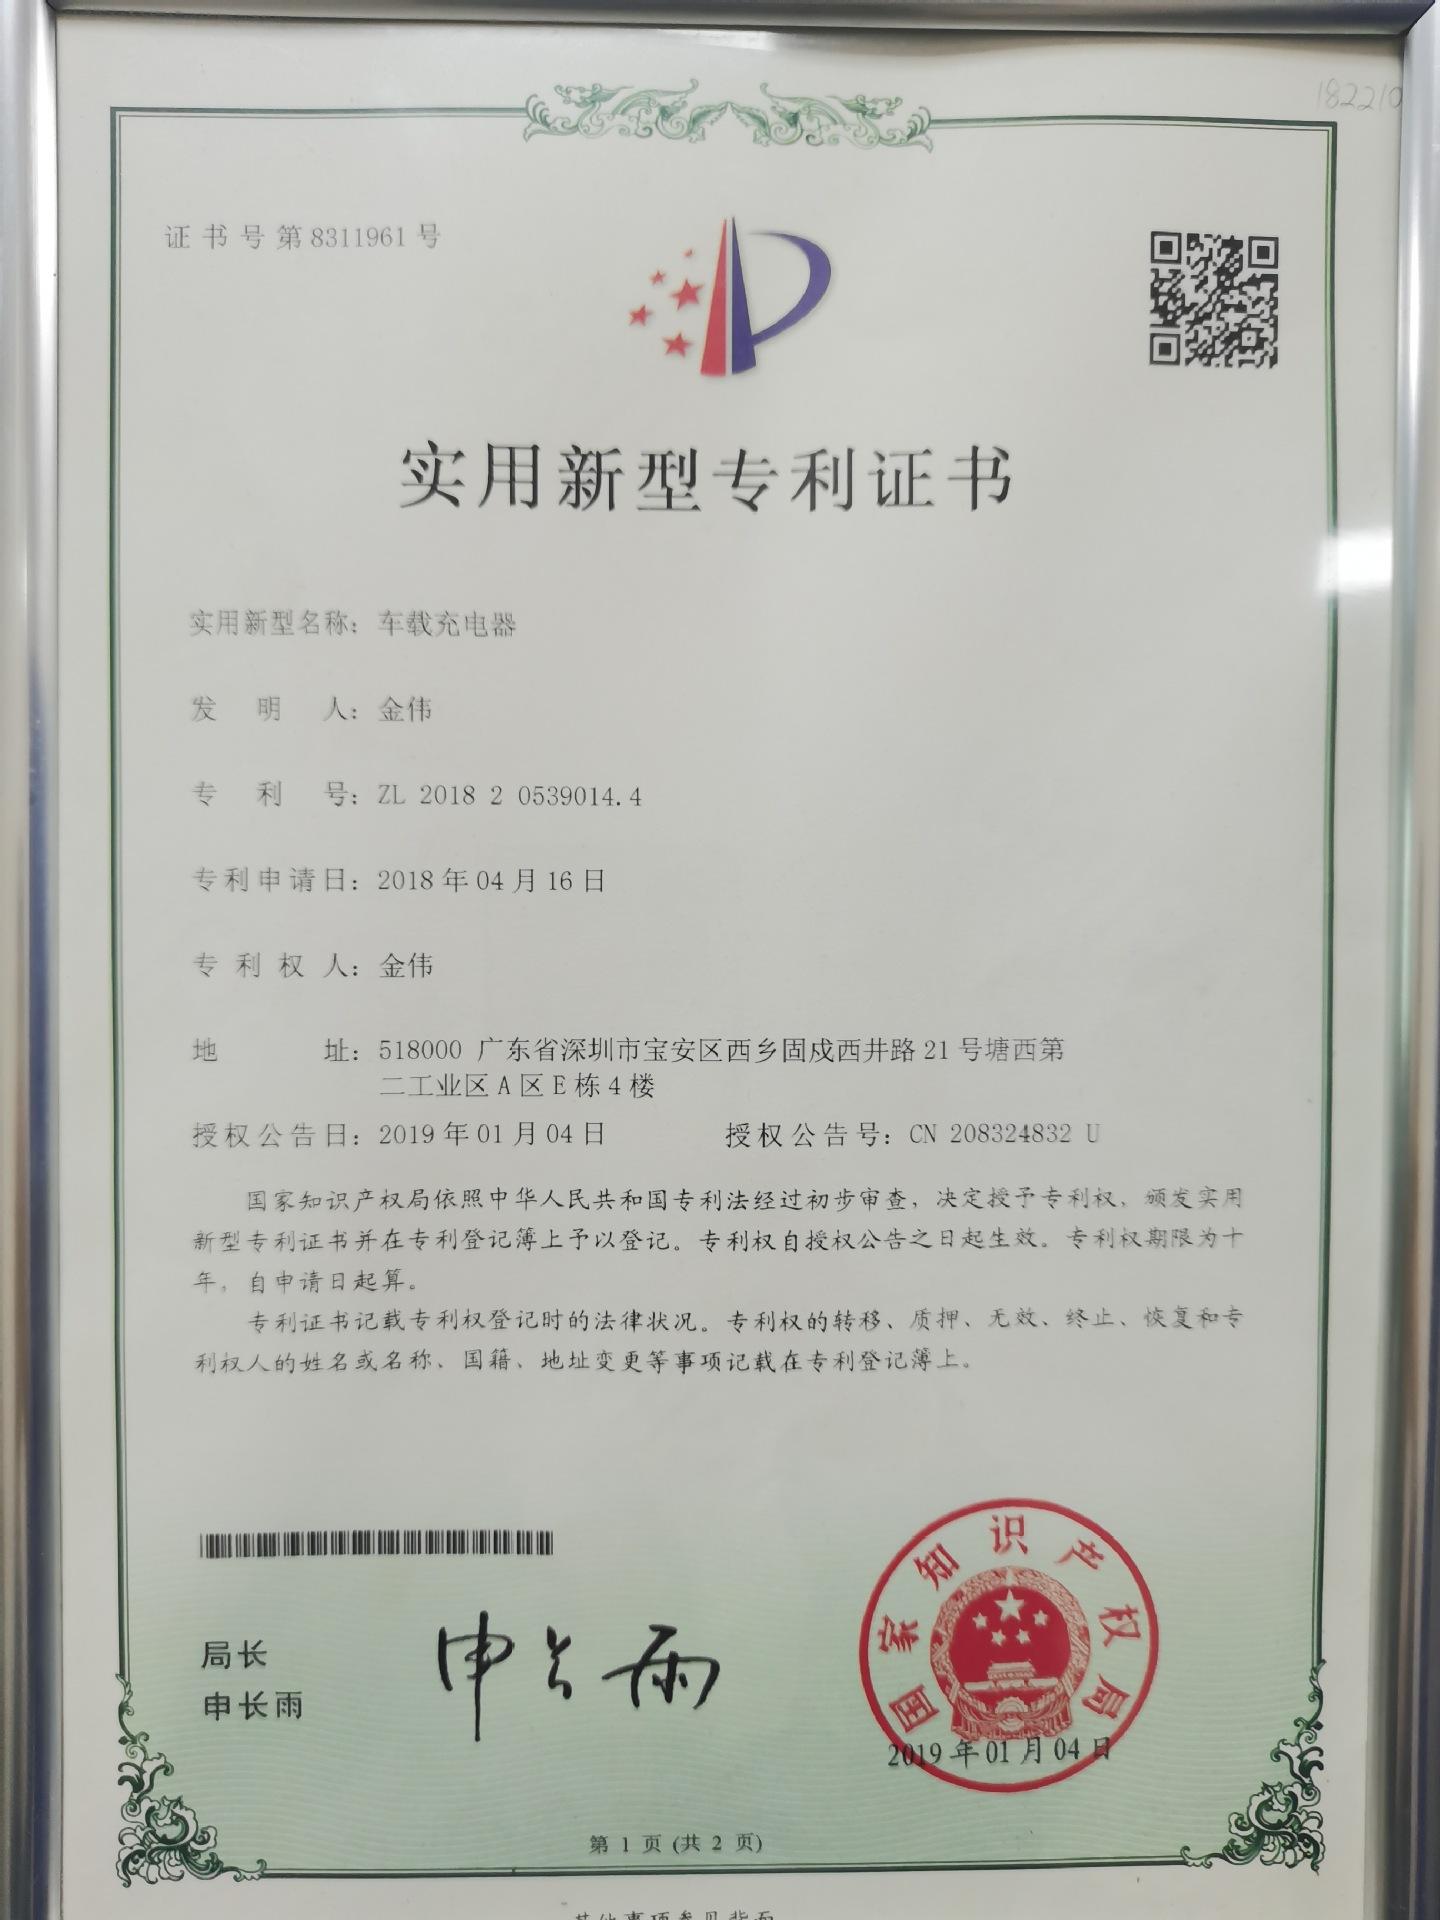 182210
证书号第8311961号
实用新型专利证书
实用新型名称：车载充电器
发明人：金伟
专利号：ZL 2018 2 0539014.4
专利申请日：2018年04月16日
专利权人：金伟
地址：518000 广东省深圳市宝安区西乡固戍西井路21号塘西第
二工业区A区E栋4楼
授权公告日：2019年01月04日 授权公告号：CN 208324832 U
国家知识产权局依照中华人民共和国专利法经过初步审查，决定授予专利权，颁发实用
新型专利证书并在专利登记簿上予以登记。专利权自授权公告之日起生效。专利权期限为十
年，自申请日起算。
专利证书记载专利权登记时的法律状况。专利权的转移、质押、无效、终止、恢复和专
利权人的姓名或名称、国籍、地址变更等事项记载在专利登记簿上。
局长
申长雨
申长雨
国家知识产权局
2019年01月04日
第 1 页 (共 2 页)
其他事项参见背面